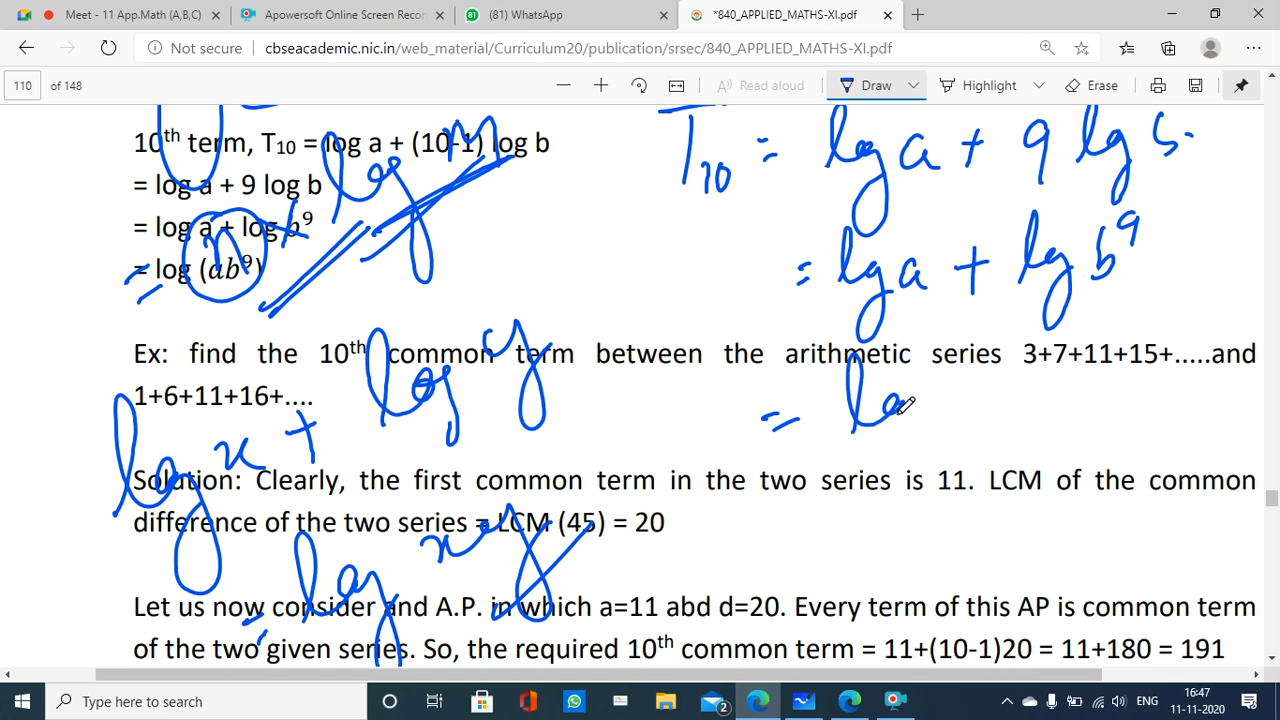 Meet - 11 App.Math (A,B,C)
Apowersoft Online Screen Recor
(81) WhatsApp
*840_APPLIED_MATHS-XI.pdf
Not secure
cbseacademic.nic.in/web_material/Curriculum20/publication/srsec/840_APPLIED_MATHS-XI.pdf
110 of 148
Read aloud
Draw
Highlight
Erase
10th term, T10 = log a + (10-1) log b
= log a + 9 log b
= log a + log b⁹
= log (ab⁹)
n + log m
T10 = log a + 9 log b
= log a + log b⁹
= lo
Ex: find the 10th common term between the arithmetic series 3+7+11+15+.....and
1+6+11+16+....
log x + log y
= log xy
Solution: Clearly, the first common term in the two series is 11. LCM of the common
difference of the two series = LCM (45) = 20
Let us now consider and A.P. in which a=11 abd d=20. Every term of this AP is common term
of the two given series. So, the required 10th common term = 11+(10-1)20 = 11+180 = 191
Type here to search
2
ENG
16:47
11-11-2020